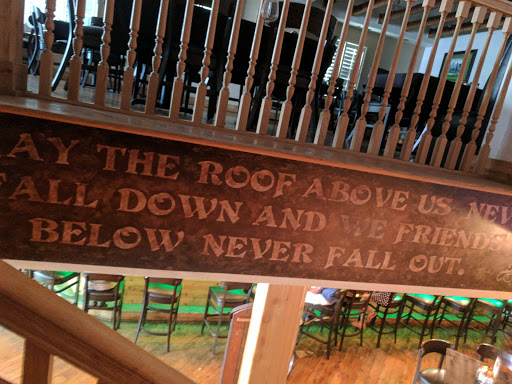 AY THE ROOF ABOVE US NEV
FALL DOWN AND WE FRIENDS
BELOW NEVER FALL OUT.